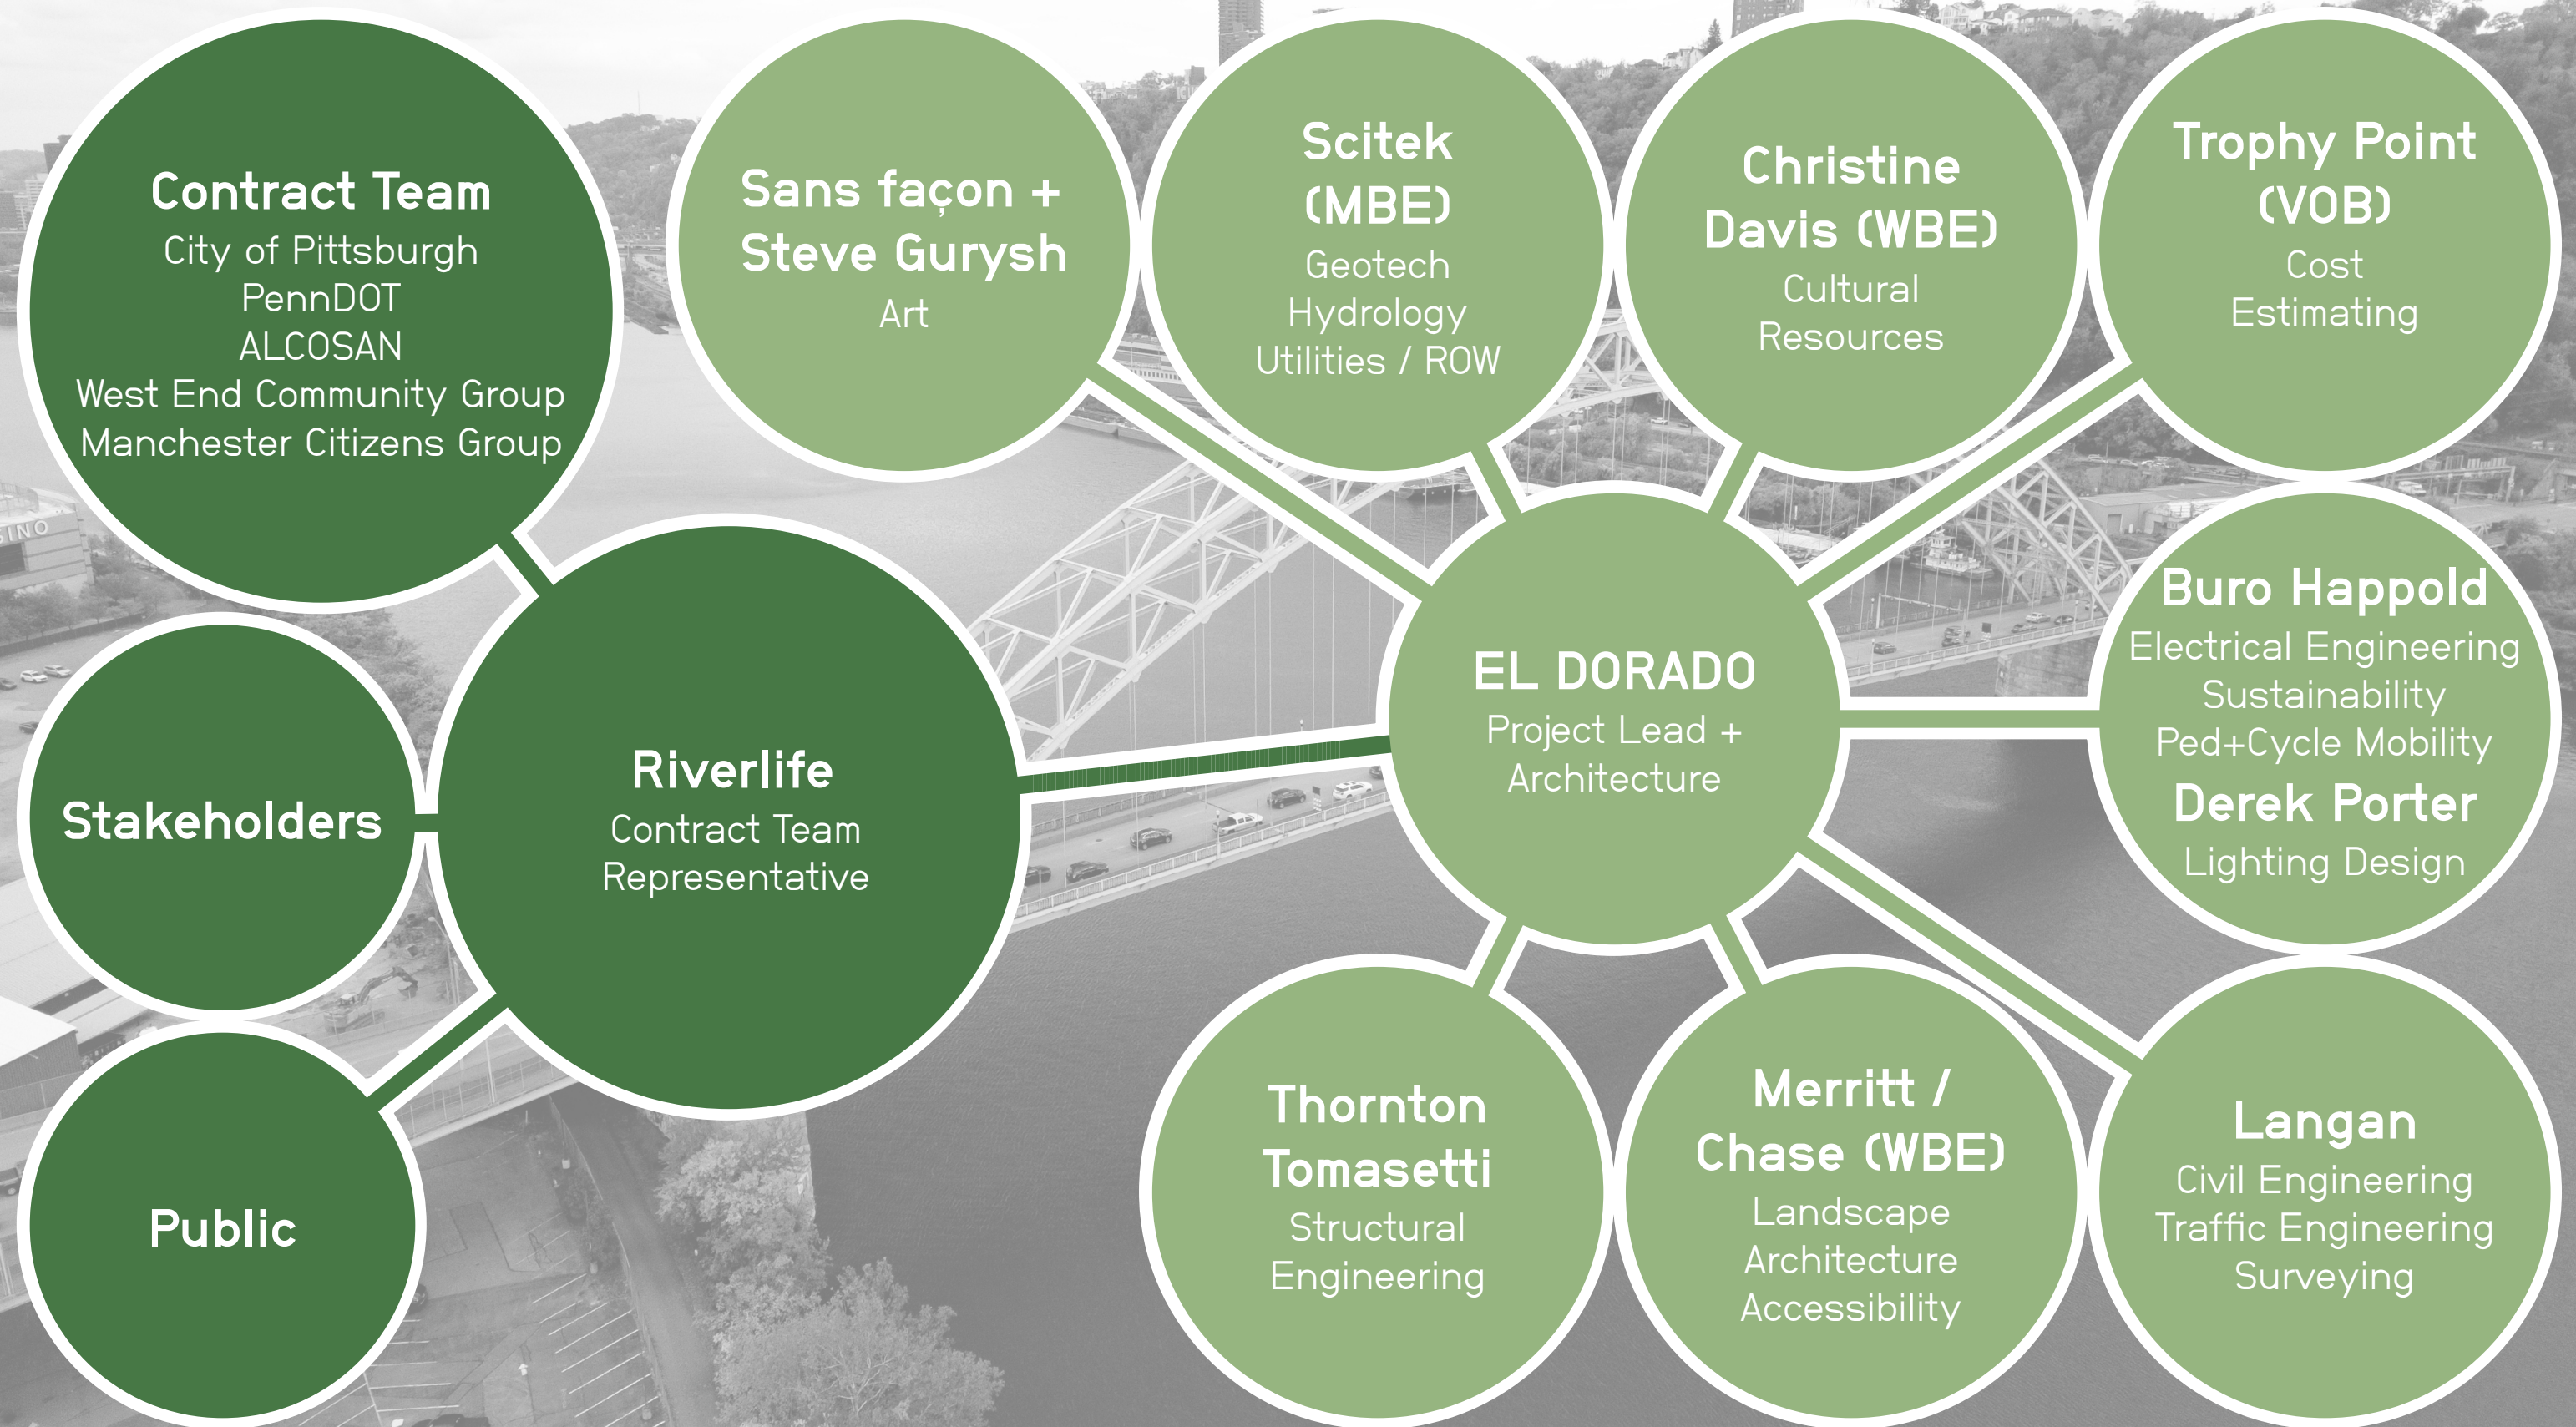 Contract Team
City of Pittsburgh
PennDOT
ALCOSAN
West End Community Group
Manchester Citizens Group
Sans façon +
Steve Gurysh
Art
Scitek
(MBE)
Geotech
Hydrology
Utilities / ROW
Christine
Davis (WBE)
Cultural
Resources
Trophy Point
(VOB)
Cost
Estimating
Stakeholders
Riverlife
Contract Team
Representative
EL DORADO
Project Lead +
Architecture
Buro Happold
Electrical Engineering
Sustainability
Ped+Cycle Mobility
Derek Porter
Lighting Design
Public
Thornton
Tomasetti
Structural
Engineering
Merritt /
Chase (WBE)
Landscape
Architecture
Accessibility
Langan
Civil Engineering
Traffic Engineering
Surveying